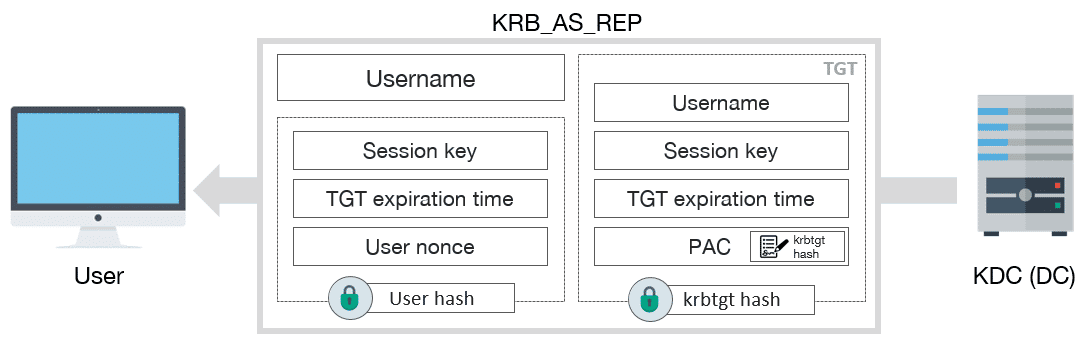 KRB_AS_REP
Username
Session key
TGT expiration time
User nonce
User hash
TGT
Username
Session key
TGT expiration time
PAC
krbtgt
hash
krbtgt hash
User
KDC (DC)